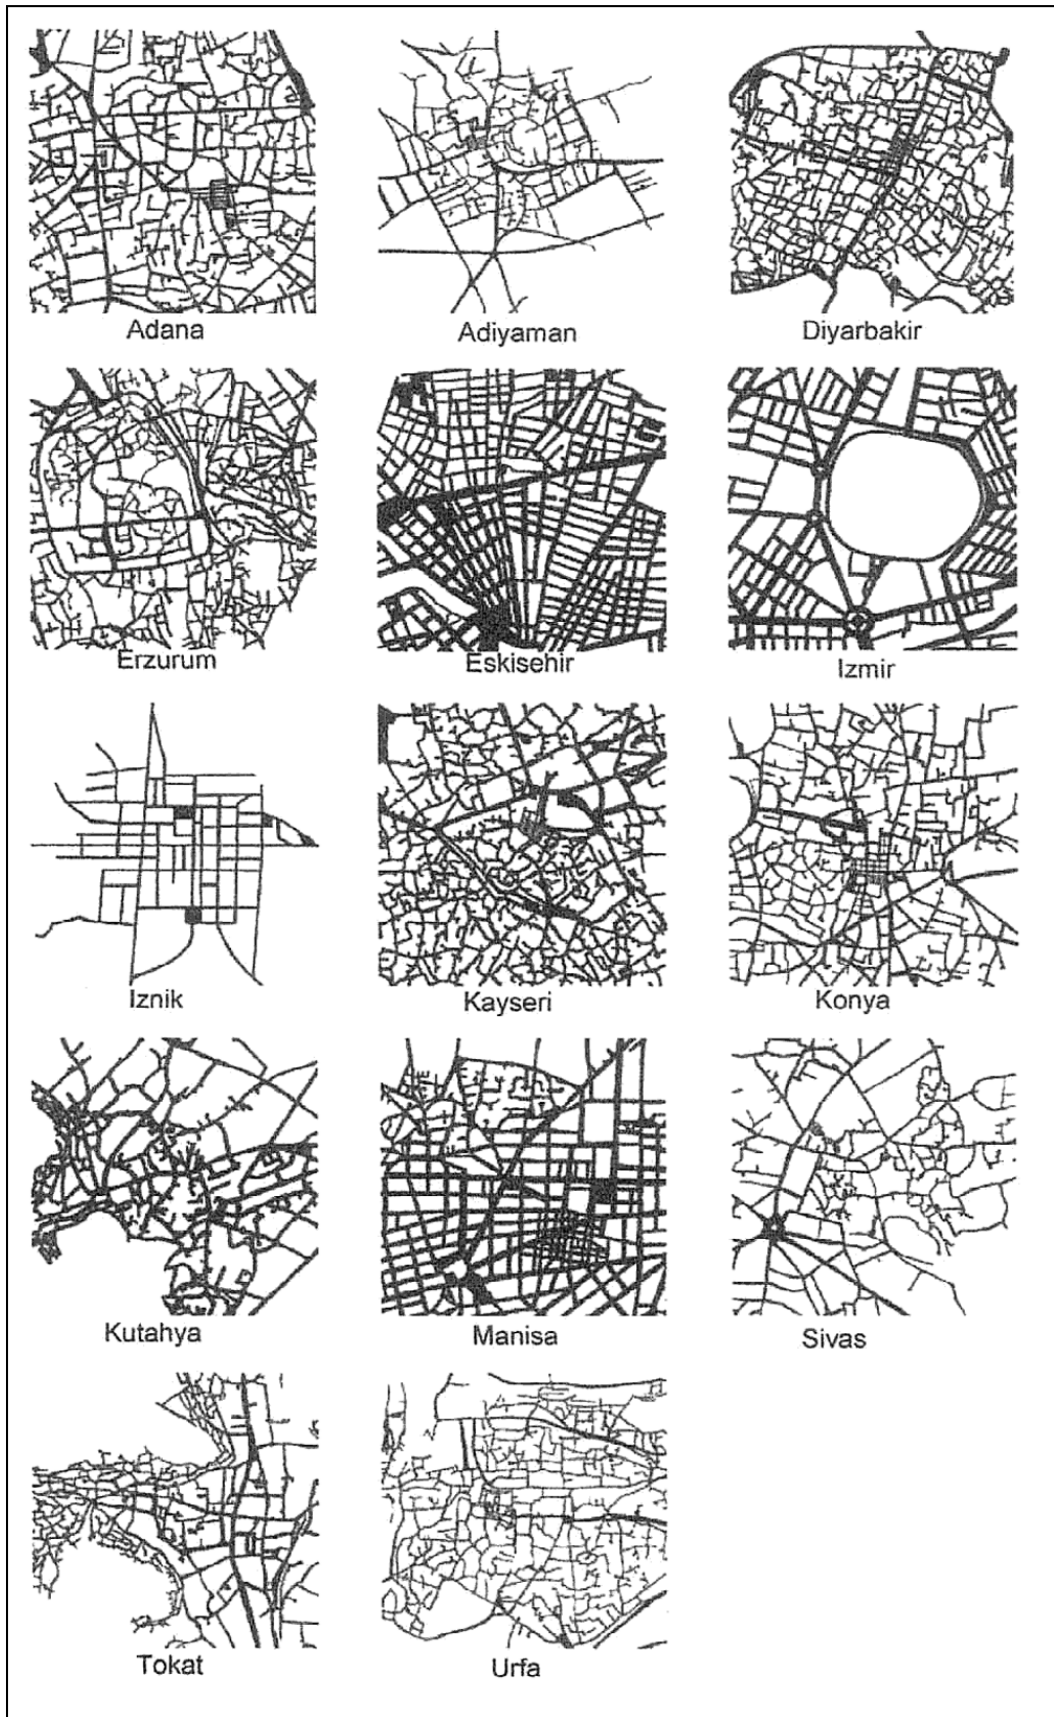 Adana
Adiyaman
Diyarbakir
Erzurum
Eskisehir
Izmir
Iznik
Kayseri
Konya
Kutahya
Manisa
Sivas
Tokat
Urfa